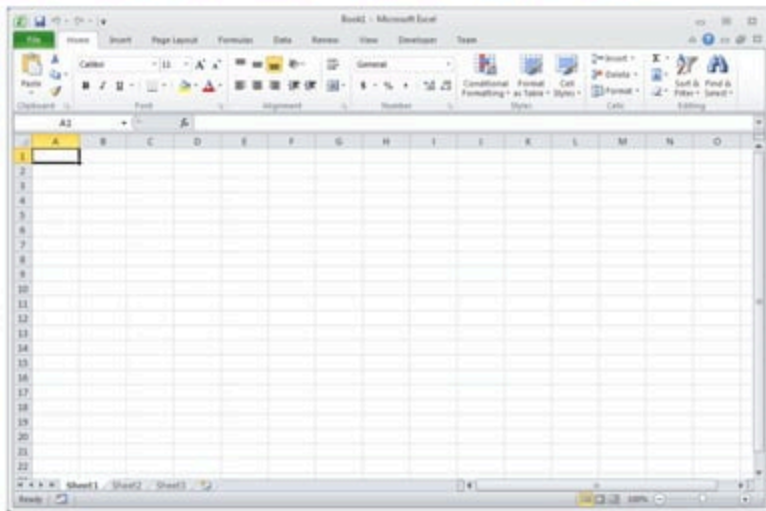 Book1 - Microsoft Excel
File Home Insert Page Layout Formulas Data Review View Developer Team
Paste
Calibri 11
B I U
General
$ % ,
Conditional Formatting
Format as Table
Cell Styles
Insert
Delete
Format
Σ
Sort & Filter
Find & Select
Clipboard Font Alignment Number Styles Cells Editing
A1 fx
A B C D E F G H I J K L M N O
1
2
3
4
5
6
7
8
9
10
11
12
13
14
15
16
17
18
19
20
21
22
Sheet1 Sheet2 Sheet3
Ready 100%